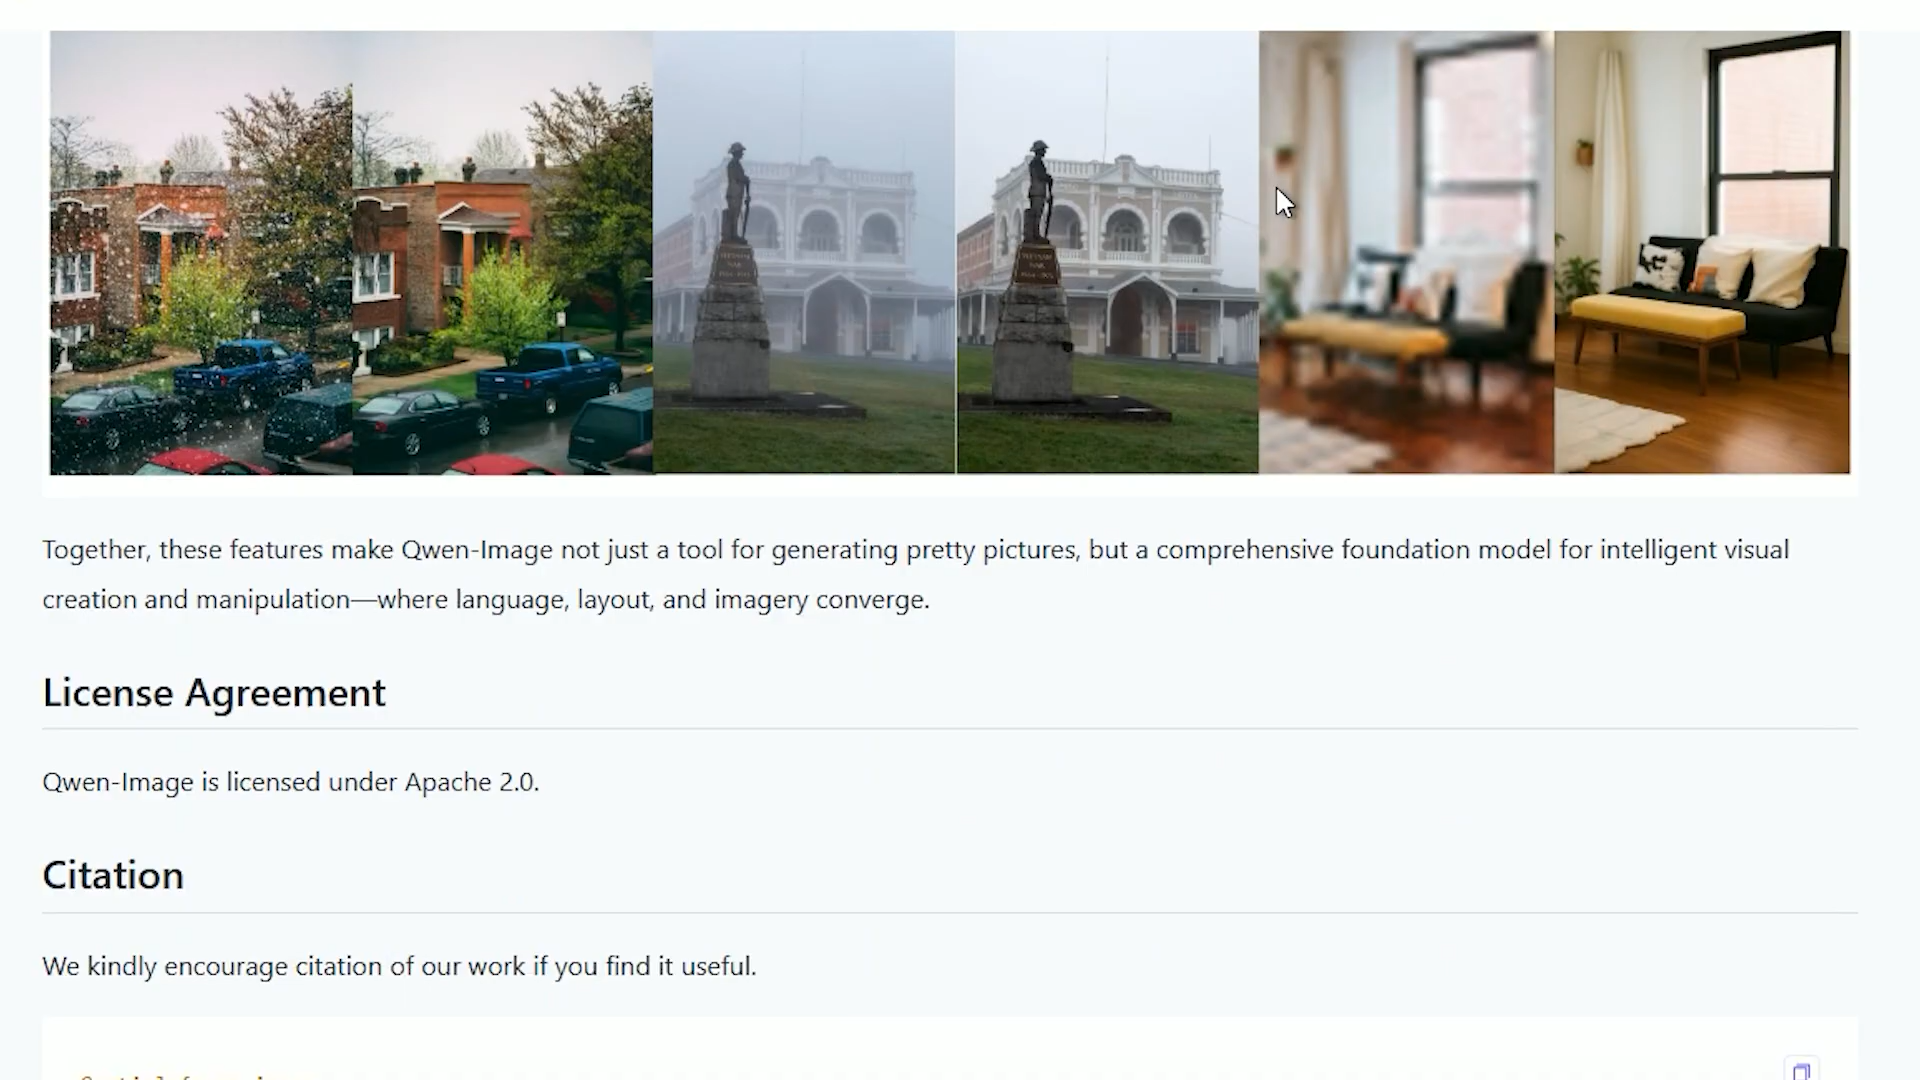 Together, these features make Qwen-Image not just a tool for generating pretty pictures, but a comprehensive foundation model for intelligent visual
creation and manipulation—where language, layout, and imagery converge.
License Agreement
Qwen-Image is licensed under Apache 2.0.
Citation
We kindly encourage citation of our work if you find it useful.